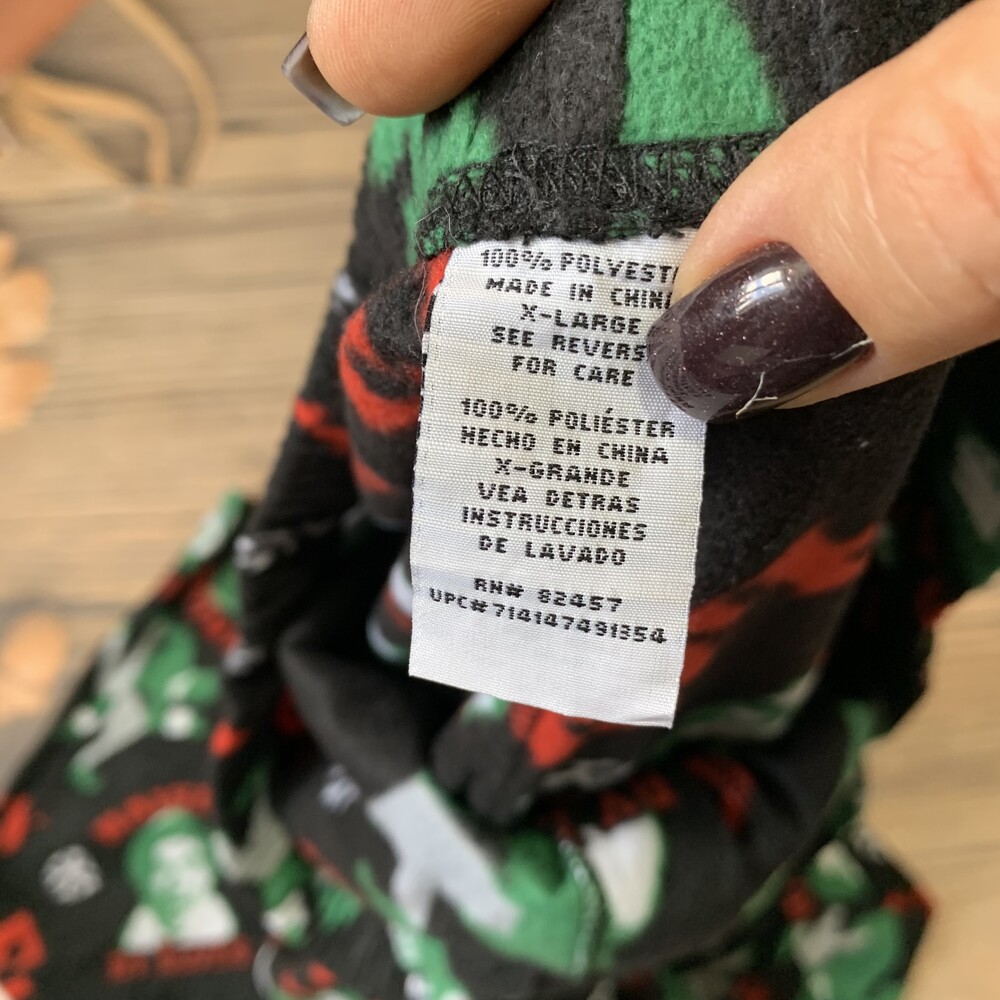 100% POLYEST
MADE IN CHIN
X-LARGE
SEE REVERS
FOR CARE
100% POLIÉSTER
HECHO EN CHINA
X-GRANDE
VEA DETRAS
INSTRUCCIONES
DE LAVADO
RN# 82457
UPC#714147491354